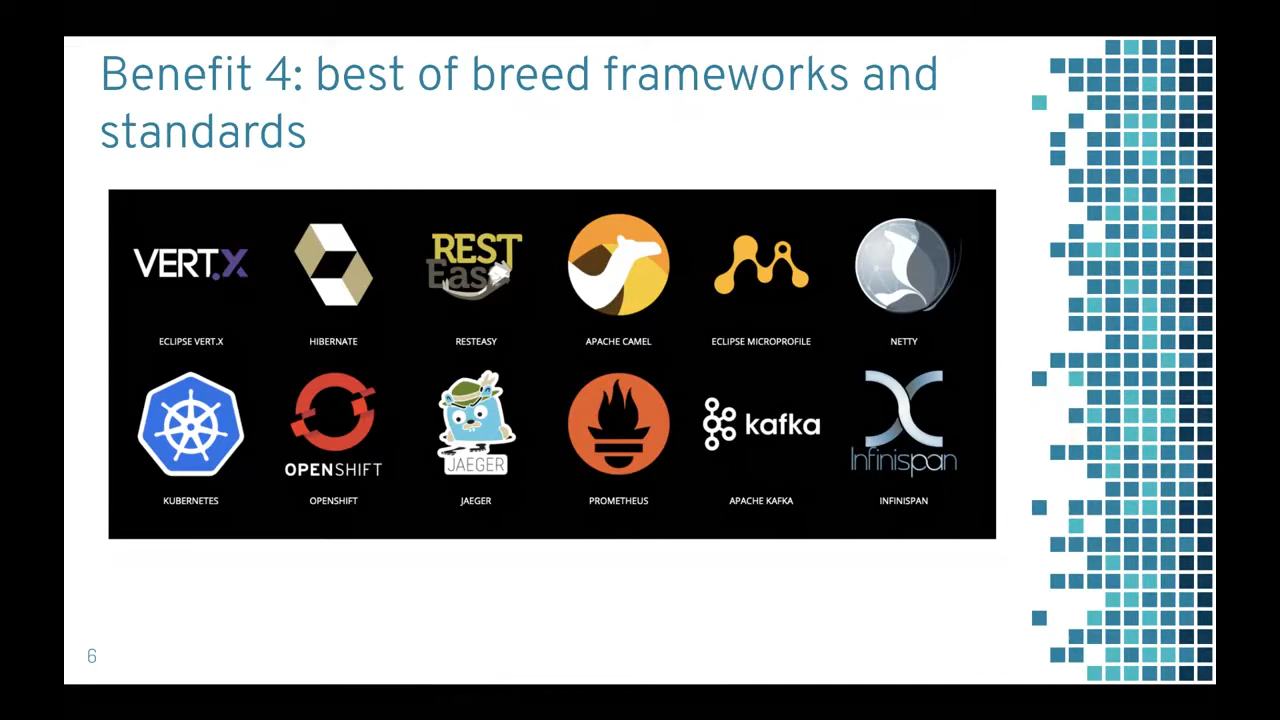 Benefit 4: best of breed frameworks and
standards
VERT.X
REST
Easy
ECLIPSE VERT.X
HIBERNATE
RESTEASY
APACHE CAMEL
ECLIPSE MICROPROFILE
NETTY
OPENSHIFT
JAEGER
kafka
Infinispan
KUBERNETES
OPENSHIFT
JAEGER
PROMETHEUS
APACHE KAFKA
INFINISPAN
6